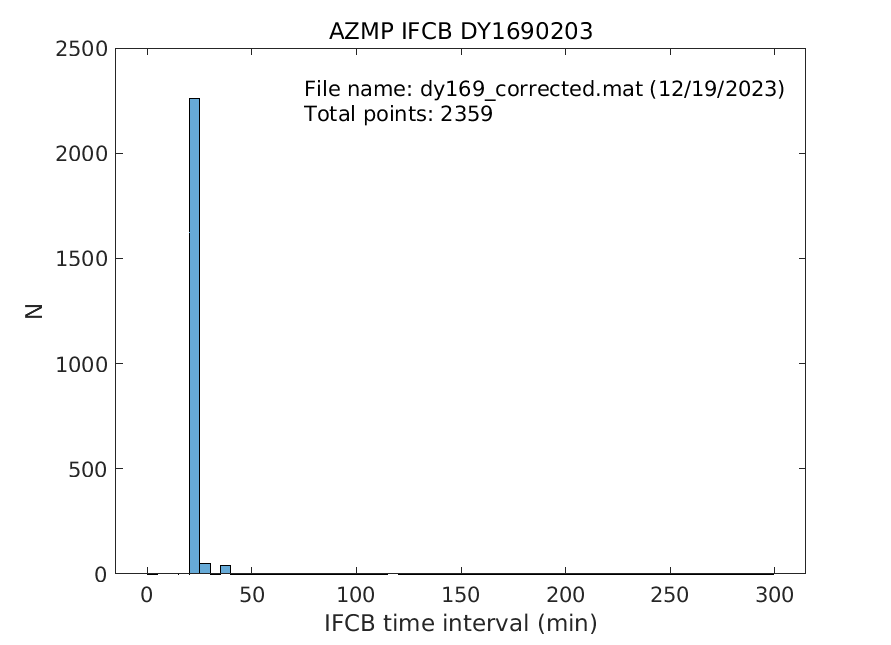 AZMP IFCB DY1690203
2500
File name: dy169_corrected.mat (12/19/2023)
Total points: 2359
2000
1500
N
1000
500
0
0 50 100 150 200 250 300
IFCB time interval (min)